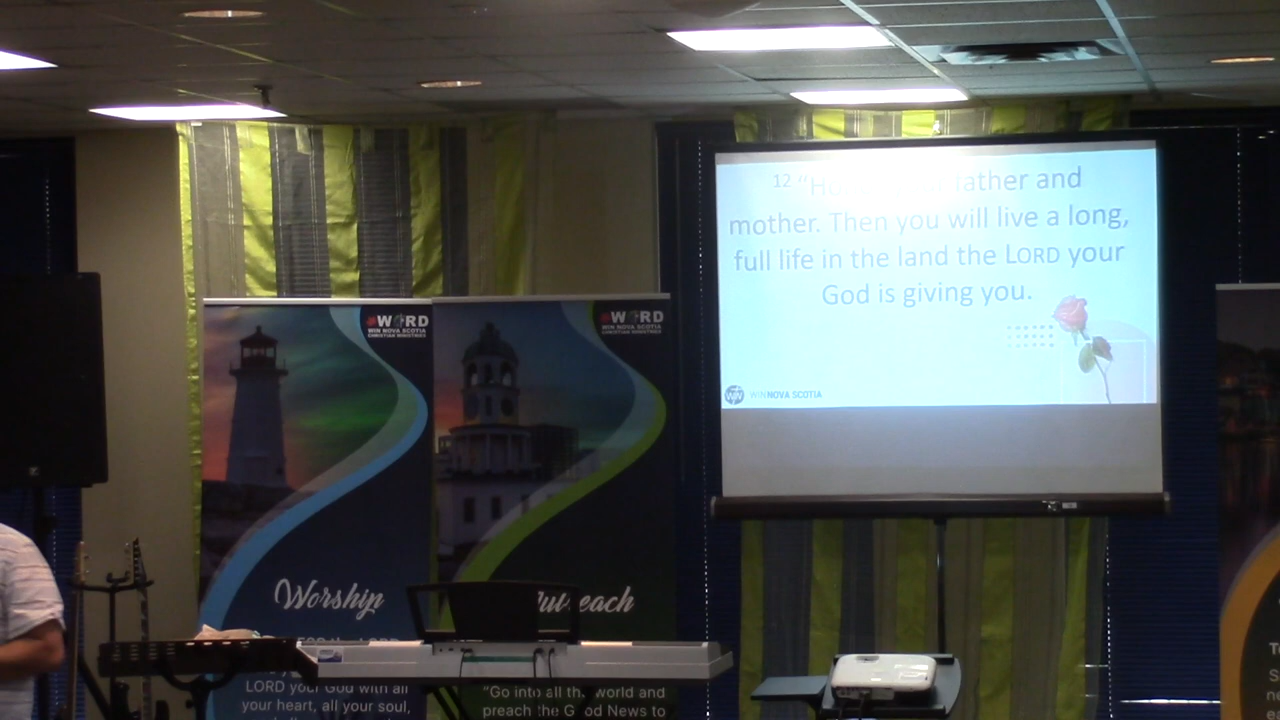 12 “H father and
mother. Then you will live a long,
full life in the land the LORD your
God is giving you.
WIN NOVA SCOTIA
WORD
WIN NOVA SCOTIA
CHRISTIAN MINISTRIES
WORD
WIN NOVA SCOTIA
CHRISTIAN MINISTRIES
Worship
LORD your God with all
your heart, all your soul,
each
“Go into all the world and
preach the Good News to